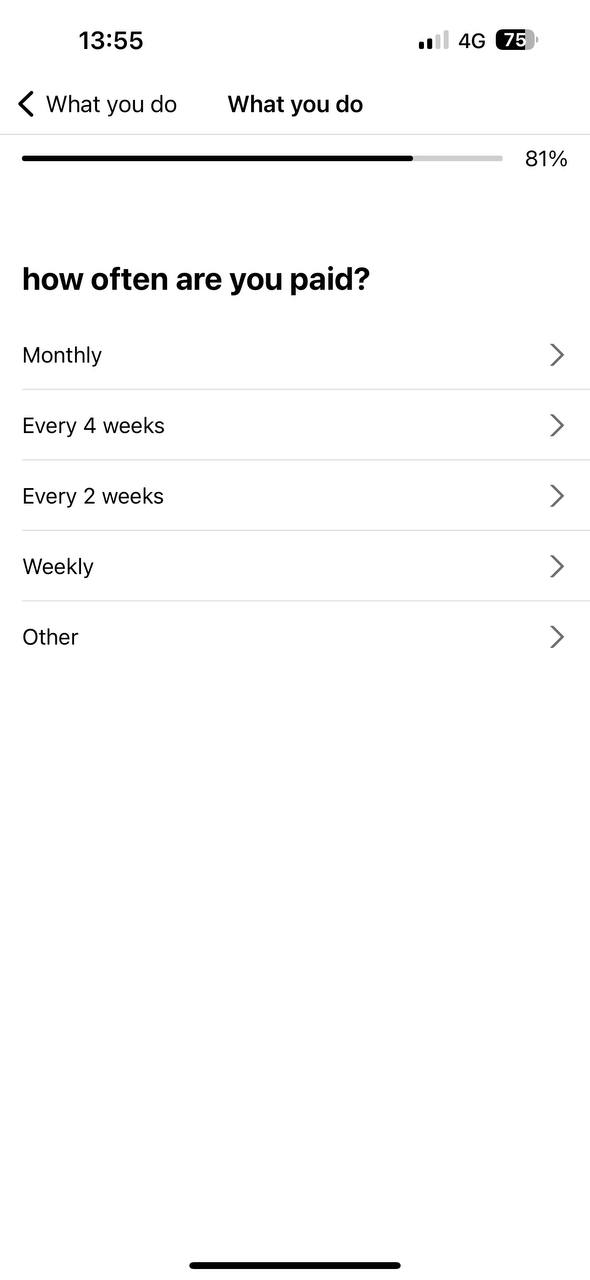 13:55 4G 75
What you do What you do
81%
how often are you paid?
Monthly
Every 4 weeks
Every 2 weeks
Weekly
Other